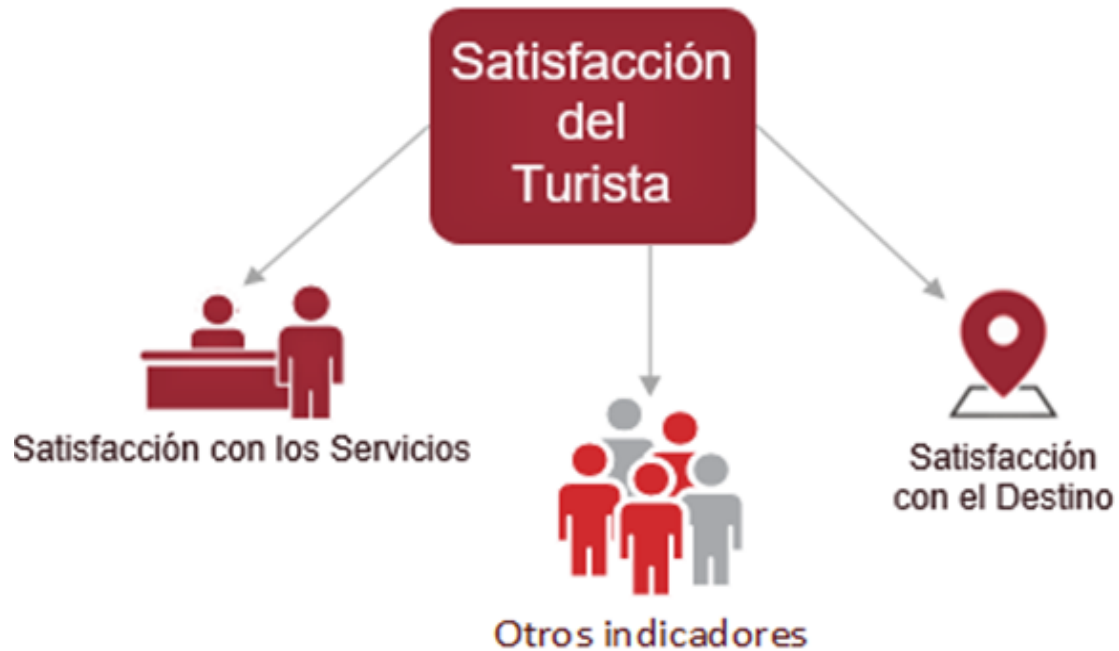 Satisfacción
del
Turista
Satisfacción con los Servicios
Satisfacción
con el Destino
Otros indicadores